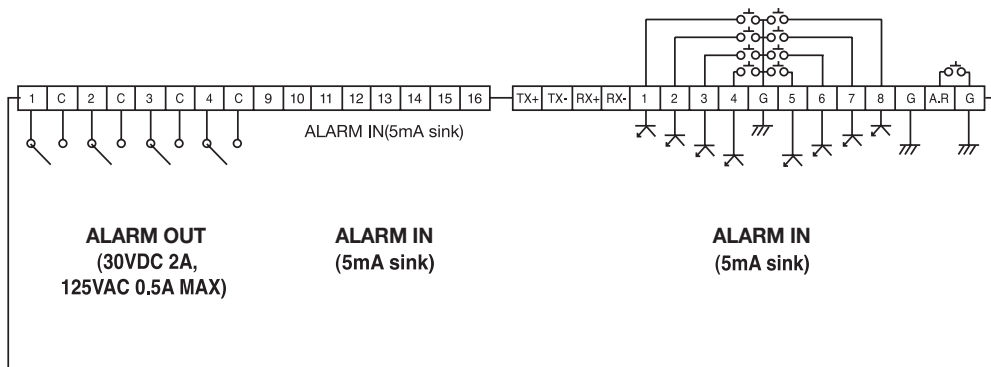 1 C 2 C 3 C 4 C 9 10 11 12 13 14 15 16 TX+ TX- RX+ RX- 1 2 3 4 G 5 6 7 8 G A.R G
ALARM IN(5mA sink)
ALARM OUT
(30VDC 2A,
125VAC 0.5A MAX)
ALARM IN
(5mA sink)
ALARM IN
(5mA sink)